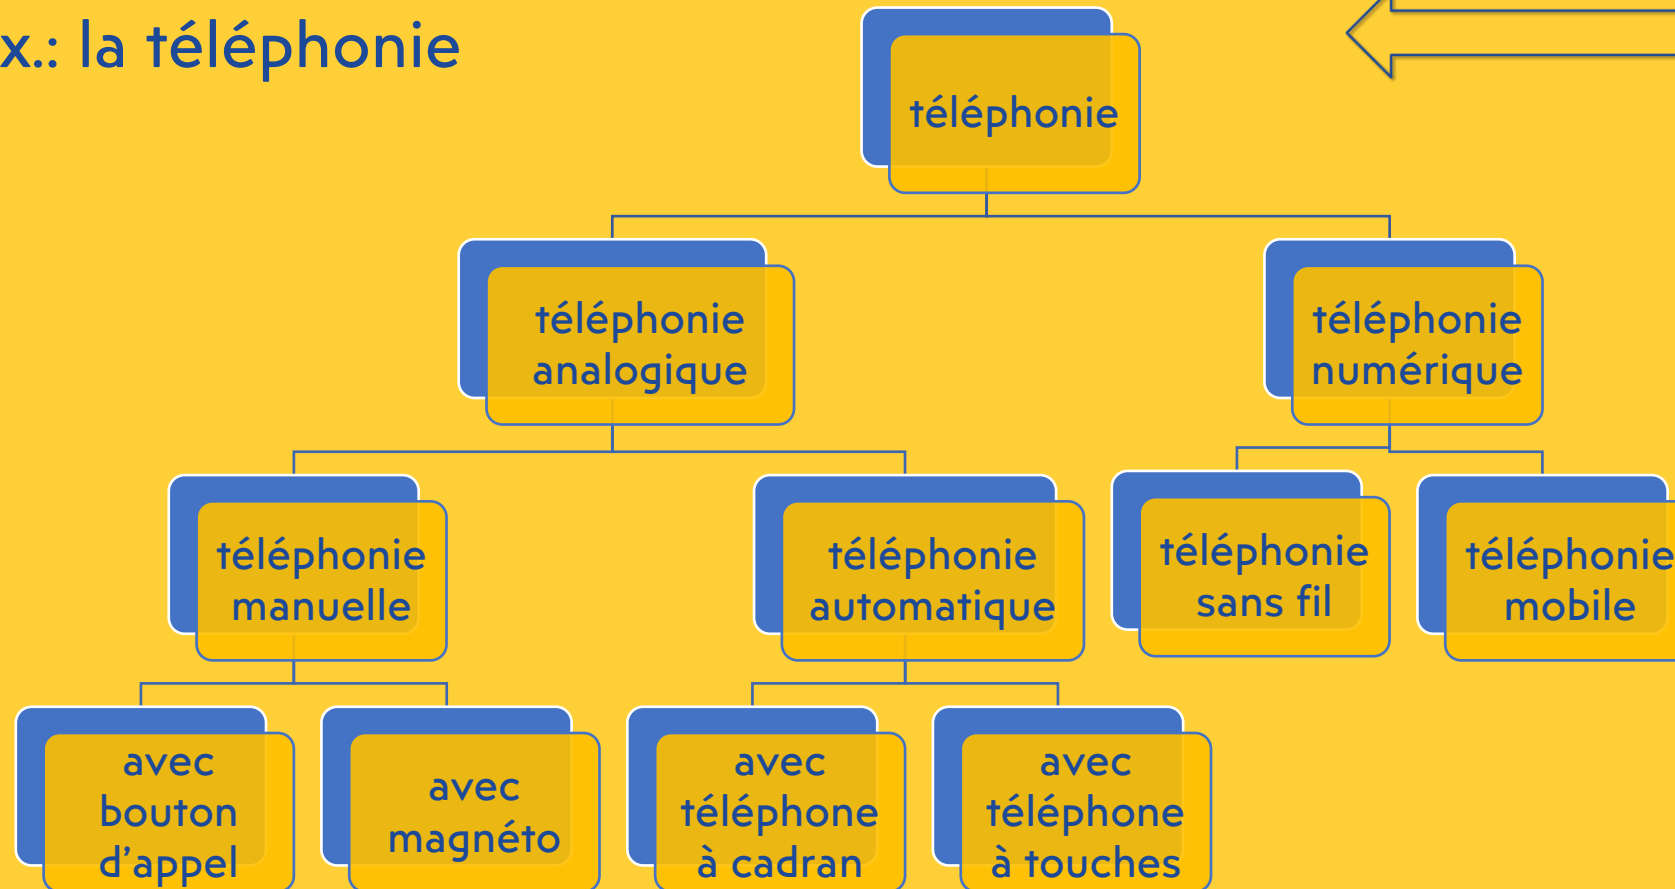 x.: la téléphonie
téléphonie
téléphonie
analogique
téléphonie
numérique
téléphonie
manuelle
téléphonie
automatique
téléphonie
sans fil
téléphonie
mobile
avec
bouton
d’appel
avec
magnéto
avec
téléphone
à cadran
avec
téléphone
à touches